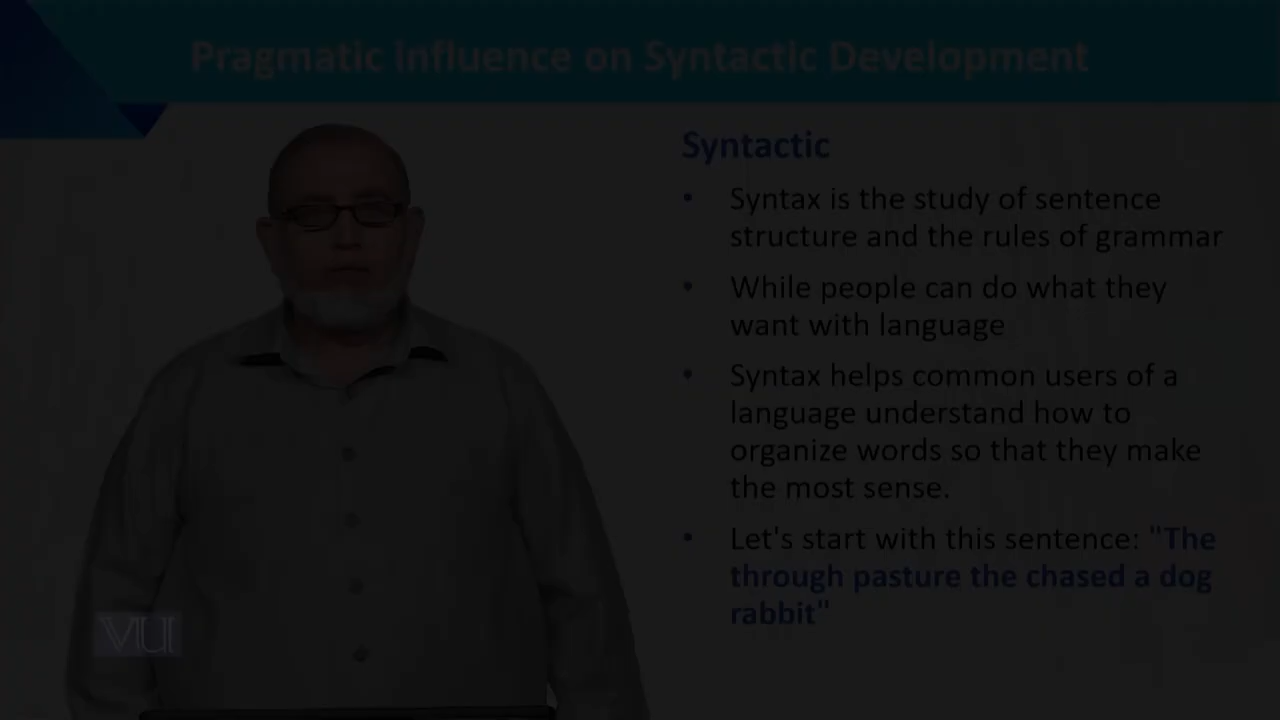 Pragmatic Influence on Syntactic Development
Syntactic
• Syntax is the study of sentence
structure and the rules of grammar
• While people can do what they
want with language
• Syntax helps common users of a
language understand how to
organize words so that they make
the most sense.
• Let's start with this sentence: "The
through pasture the chased a dog
rabbit"
VU